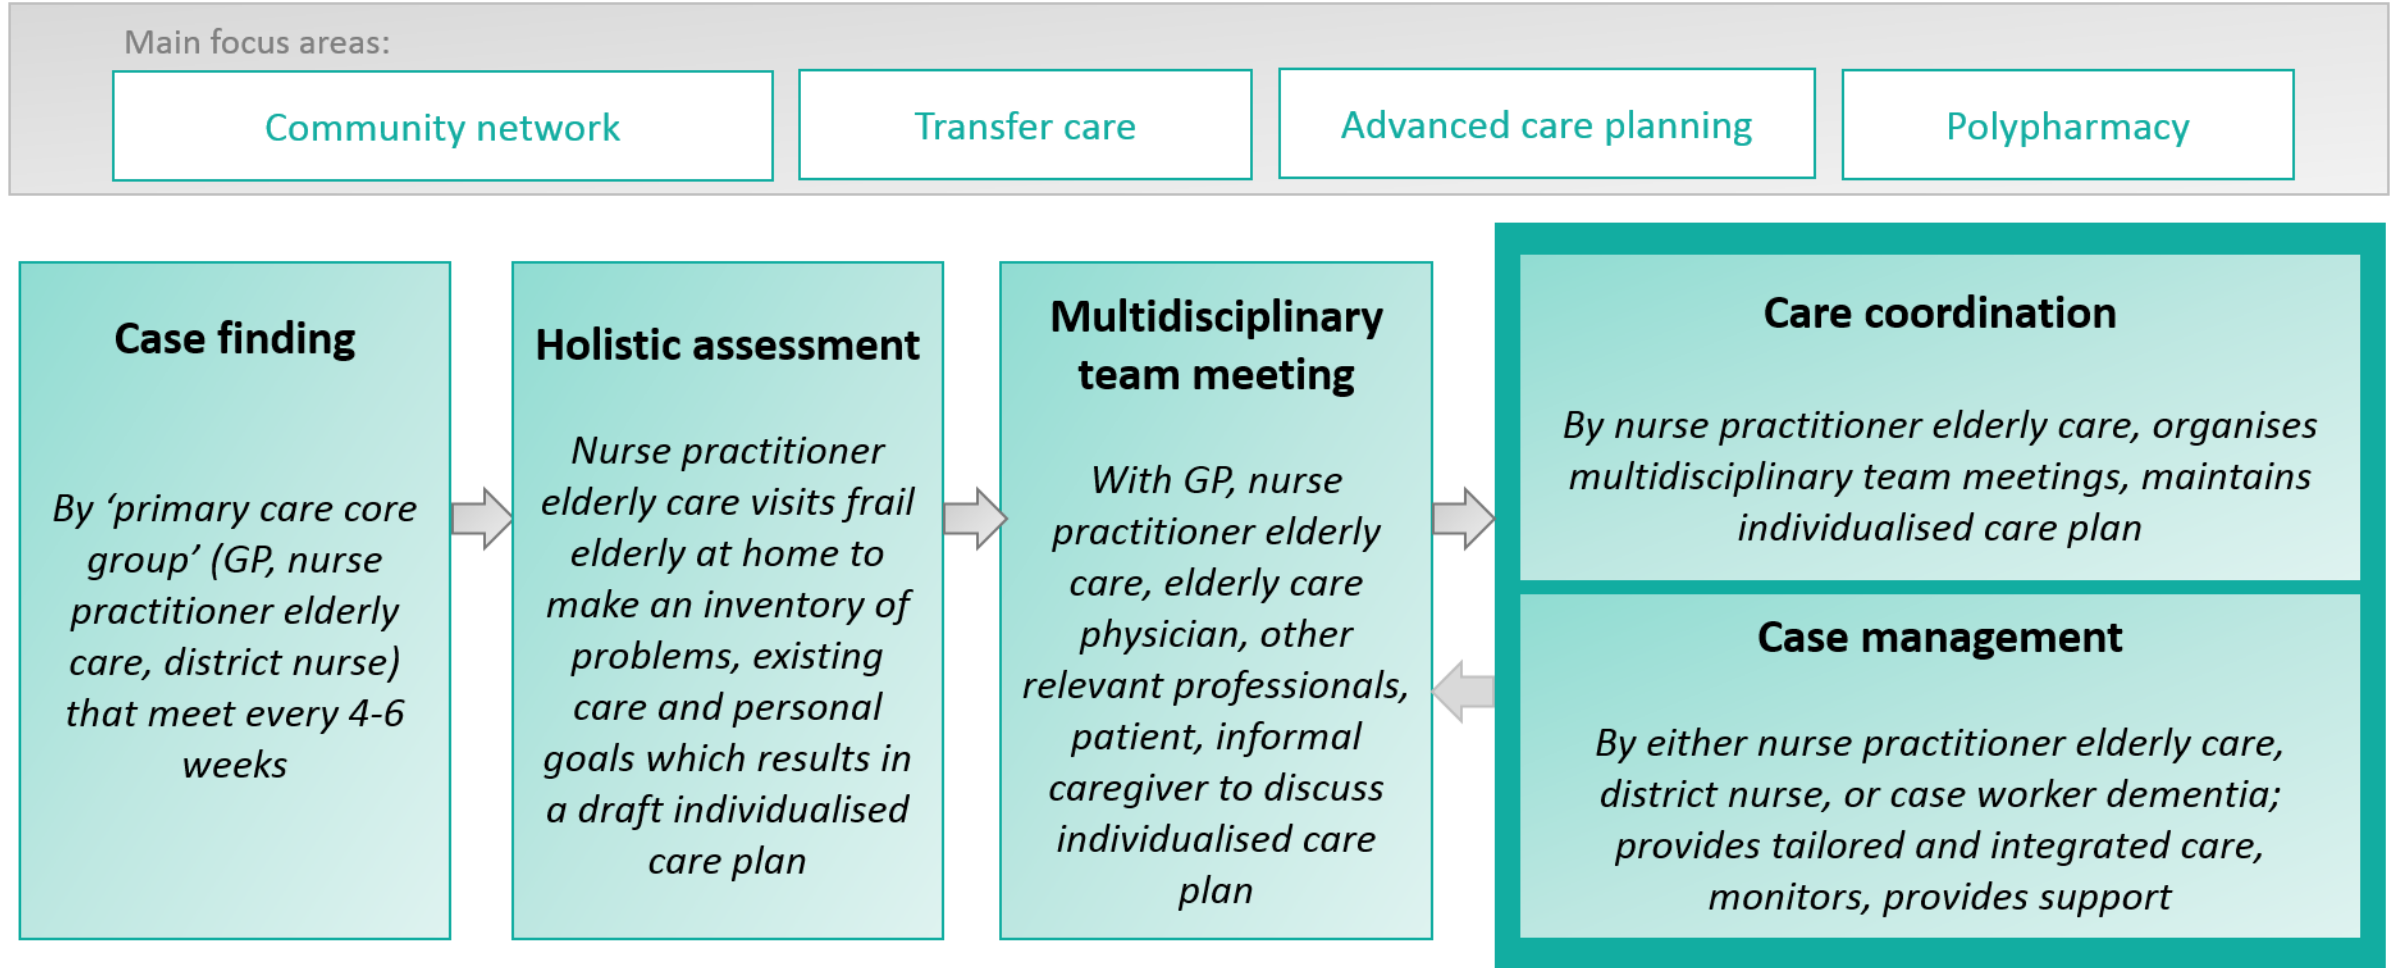 Main focus areas:
Community network
Transfer care
Advanced care planning
Polypharmacy
Case finding
By ‘primary care core
group’ (GP, nurse
practitioner elderly
care, district nurse)
that meet every 4-6
weeks
Holistic assessment
Nurse practitioner
elderly care visits frail
elderly at home to
make an inventory of
problems, existing
care and personal
goals which results in
a draft individualised
care plan
Multidisciplinary
team meeting
With GP, nurse
practitioner elderly
care, elderly care
physician, other
relevant professionals,
patient, informal
caregiver to discuss
individualised care
plan
Care coordination
By nurse practitioner elderly care, organises
multidisciplinary team meetings, maintains
individualised care plan
Case management
By either nurse practitioner elderly care,
district nurse, or case worker dementia;
provides tailored and integrated care,
monitors, provides support